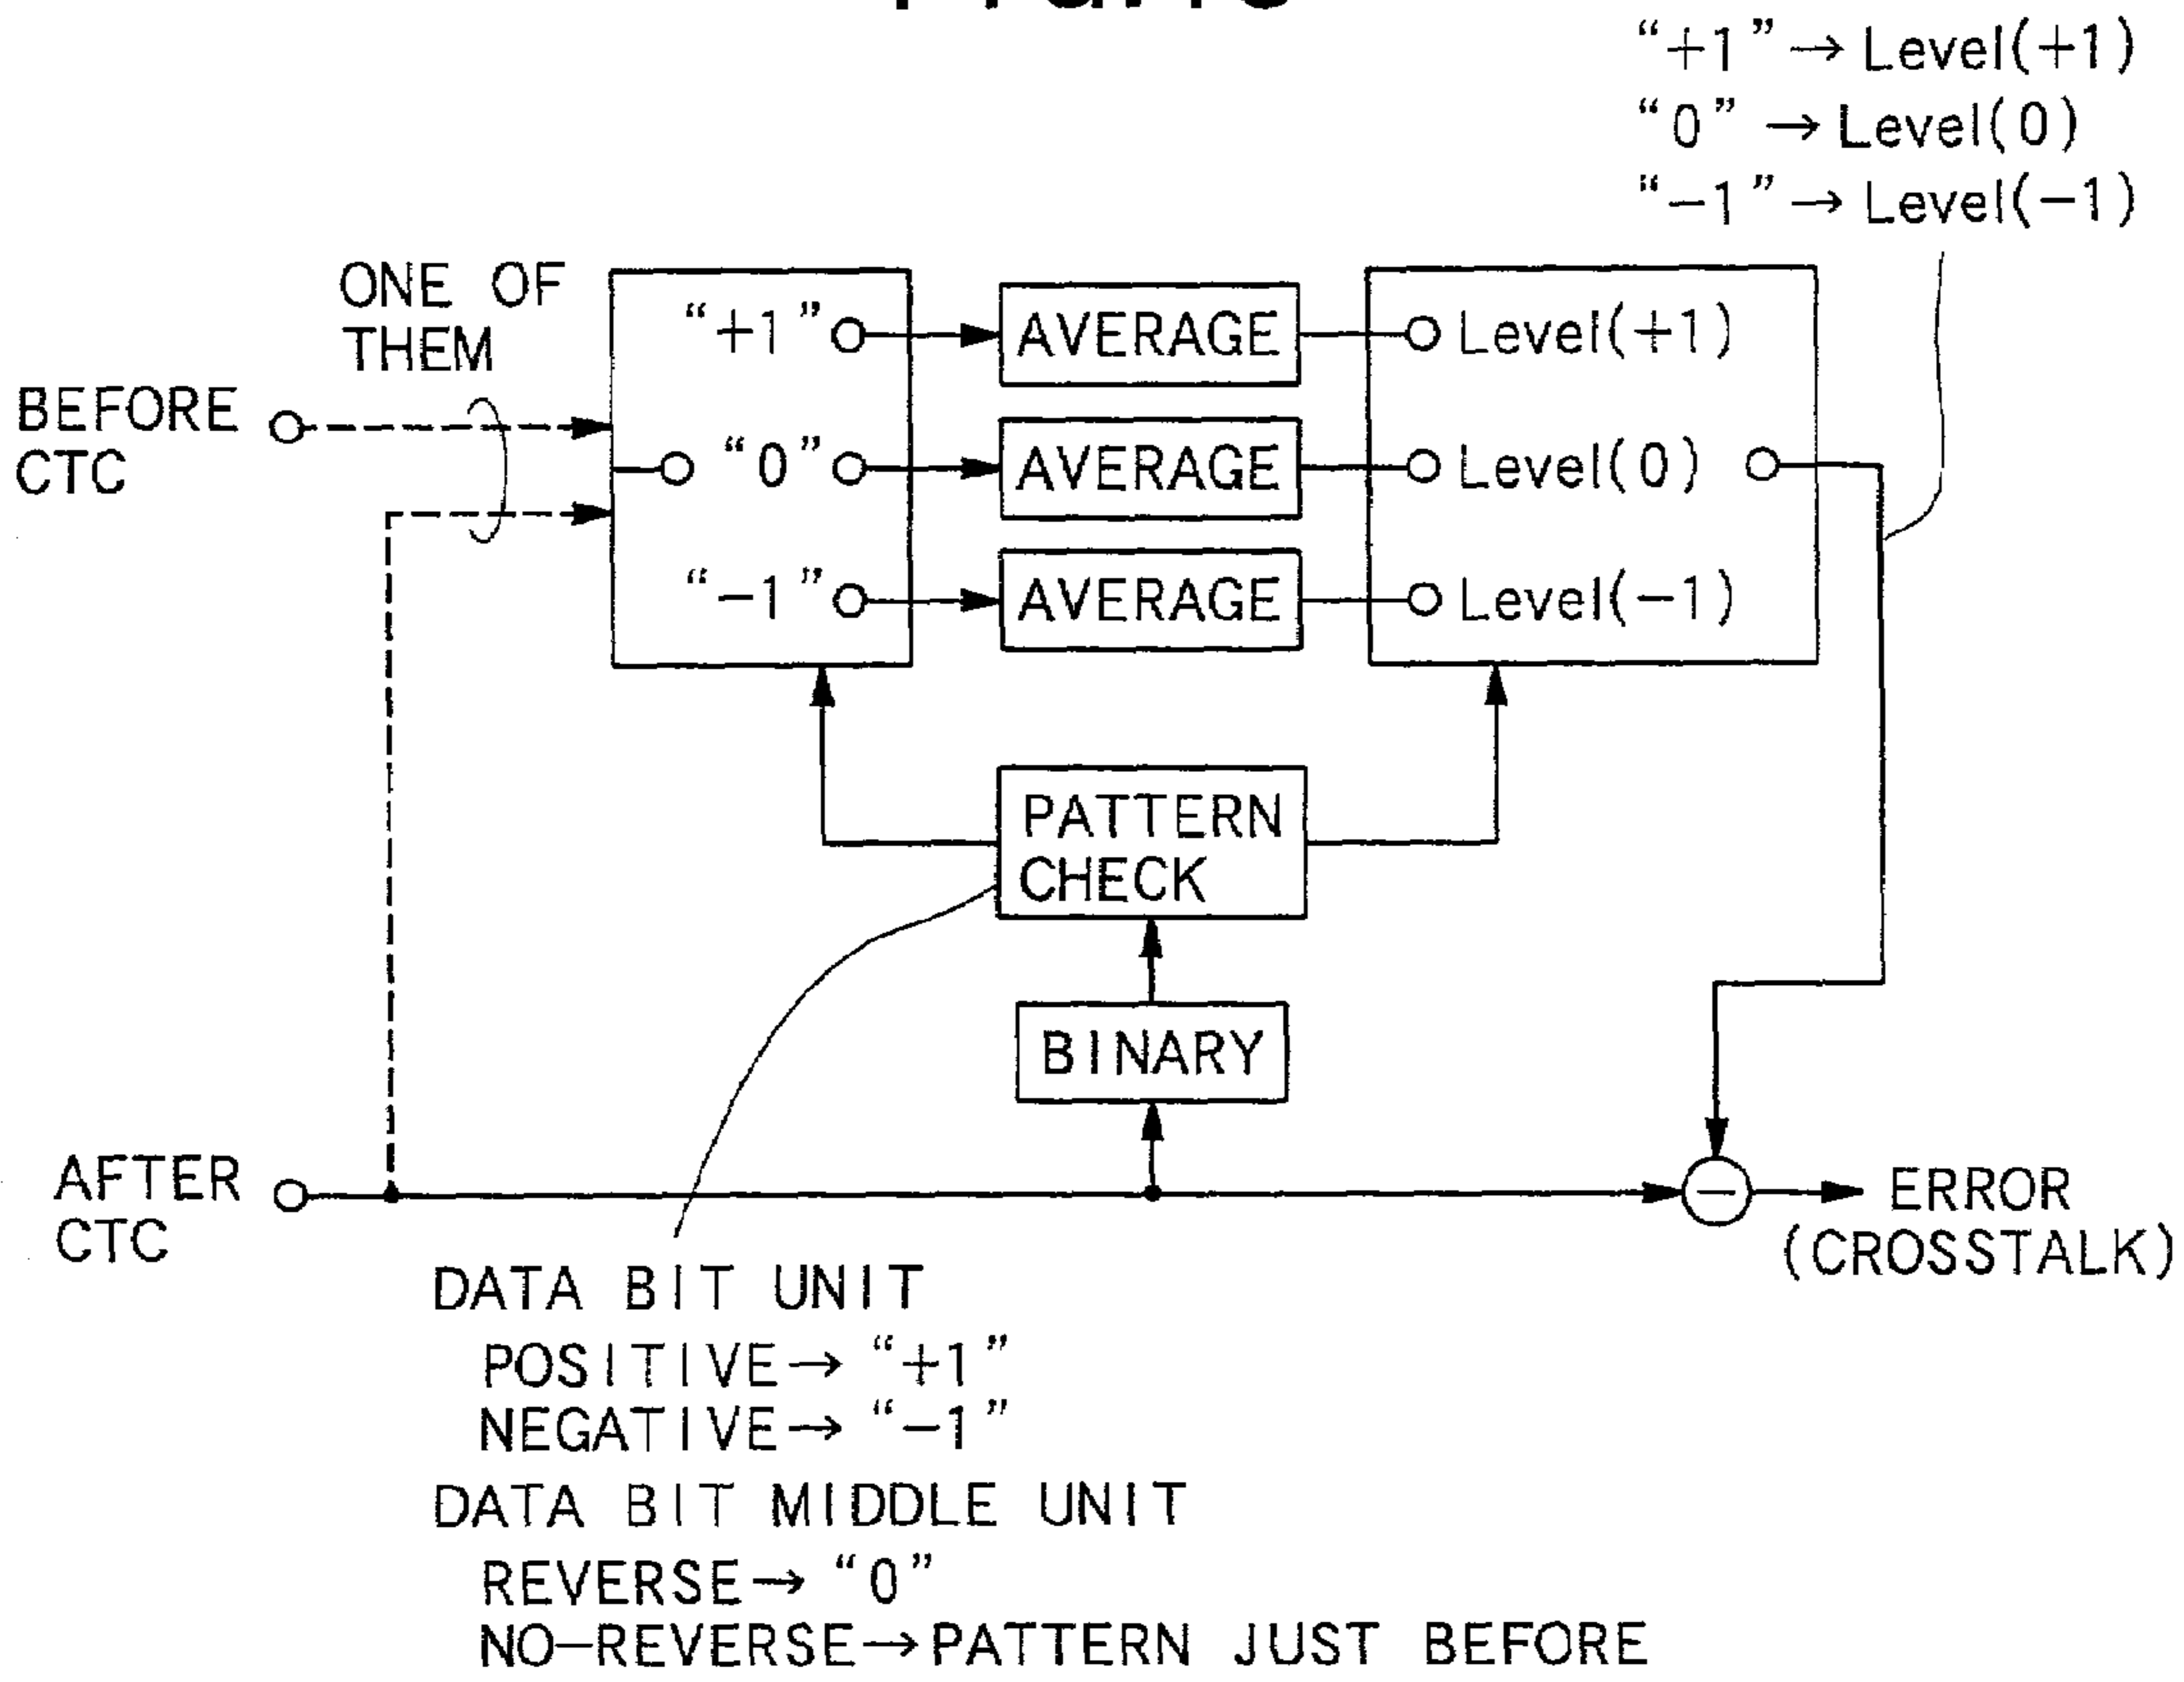 “+1”→Level(+1)
“0”→Level(0)
“-1”→Level(-1)
ONE OF
THEM
BEFORE
CTC
“+1”
“0”
“-1”
AVERAGE
AVERAGE
AVERAGE
Level(+1)
Level(0)
Level(-1)
PATTERN
CHECK
BINARY
AFTER
CTC
−
ERROR
(CROSSTALK)
DATA BIT UNIT
POSITIVE→“+1”
NEGATIVE→“-1”
DATA BIT MIDDLE UNIT
REVERSE→“0”
NO-REVERSE→PATTERN JUST BEFORE